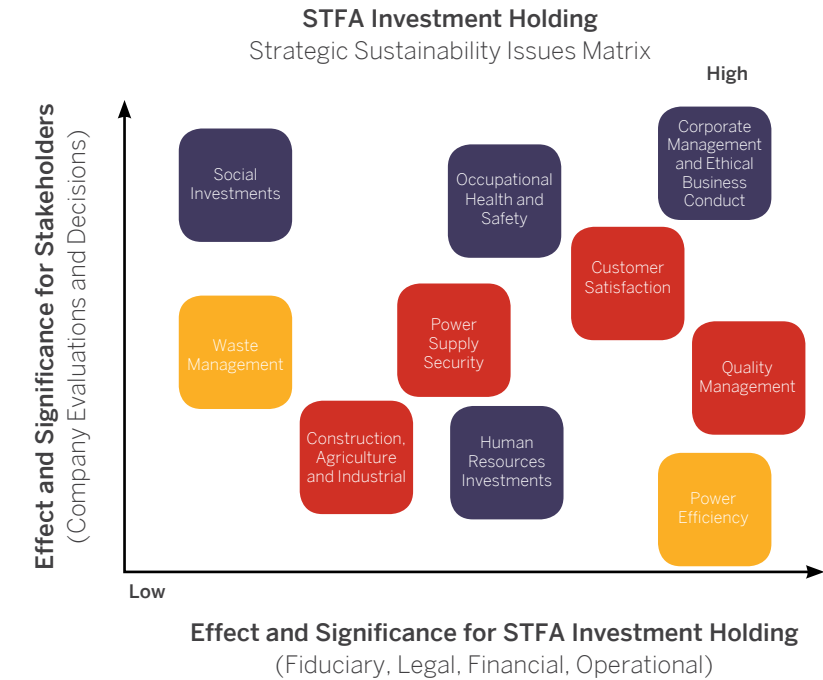 STFA Investment Holding
Strategic Sustainability Issues Matrix
High
Effect and Significance for Stakeholders
(Company Evaluations and Decisions)
Social
Investments
Occupational
Health and
Safety
Corporate
Management
and Ethical
Business
Conduct
Customer
Satisfaction
Waste
Management
Power
Supply
Security
Quality
Management
Construction,
Agriculture
and Industrial
Human
Resources
Investments
Power
Efficiency
Low
Effect and Significance for STFA Investment Holding
(Fiduciary, Legal, Financial, Operational)